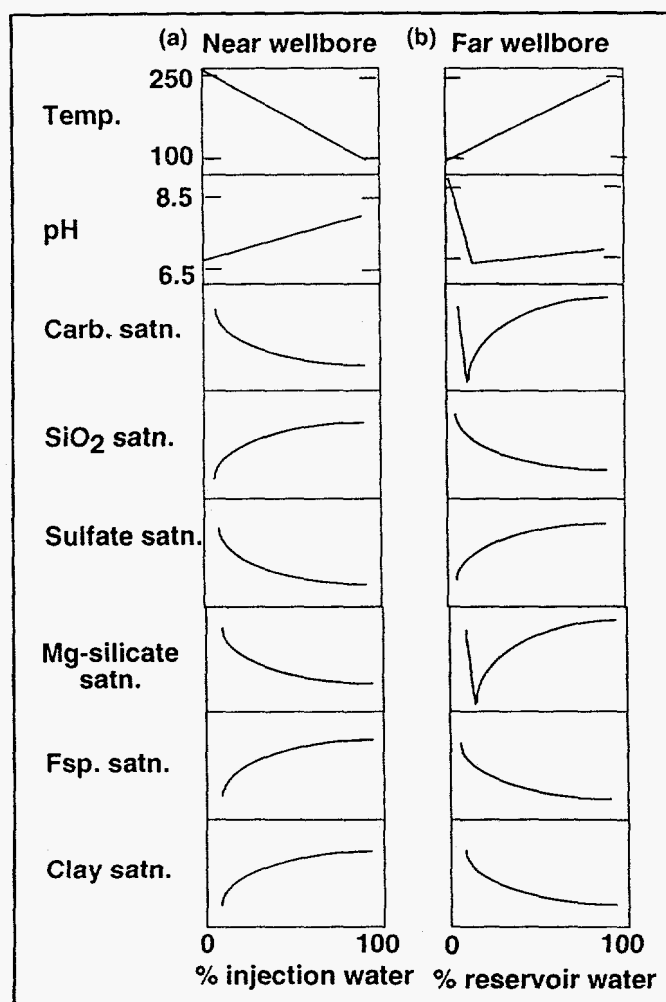 (a) Near wellbore (b) Far wellbore
Temp.
250
100
pH
8.5
6.5
Carb. satn.
SiO2 satn.
Sulfate satn.
Mg-silicate
satn.
Fsp. satn.
Clay satn.
0 100 0 100
% injection water % reservoir water